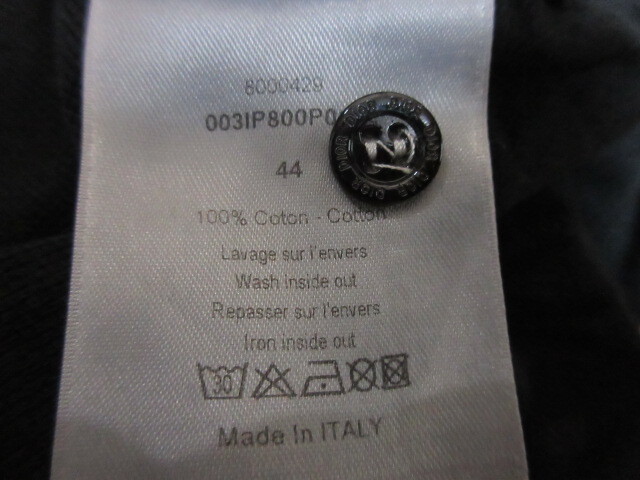 8000429
003IP800P0
44
100% Coton - Cotton
Lavage sur l'envers
Wash inside out
Repasser sur l'envers
Iron inside out
30
Made In ITALY